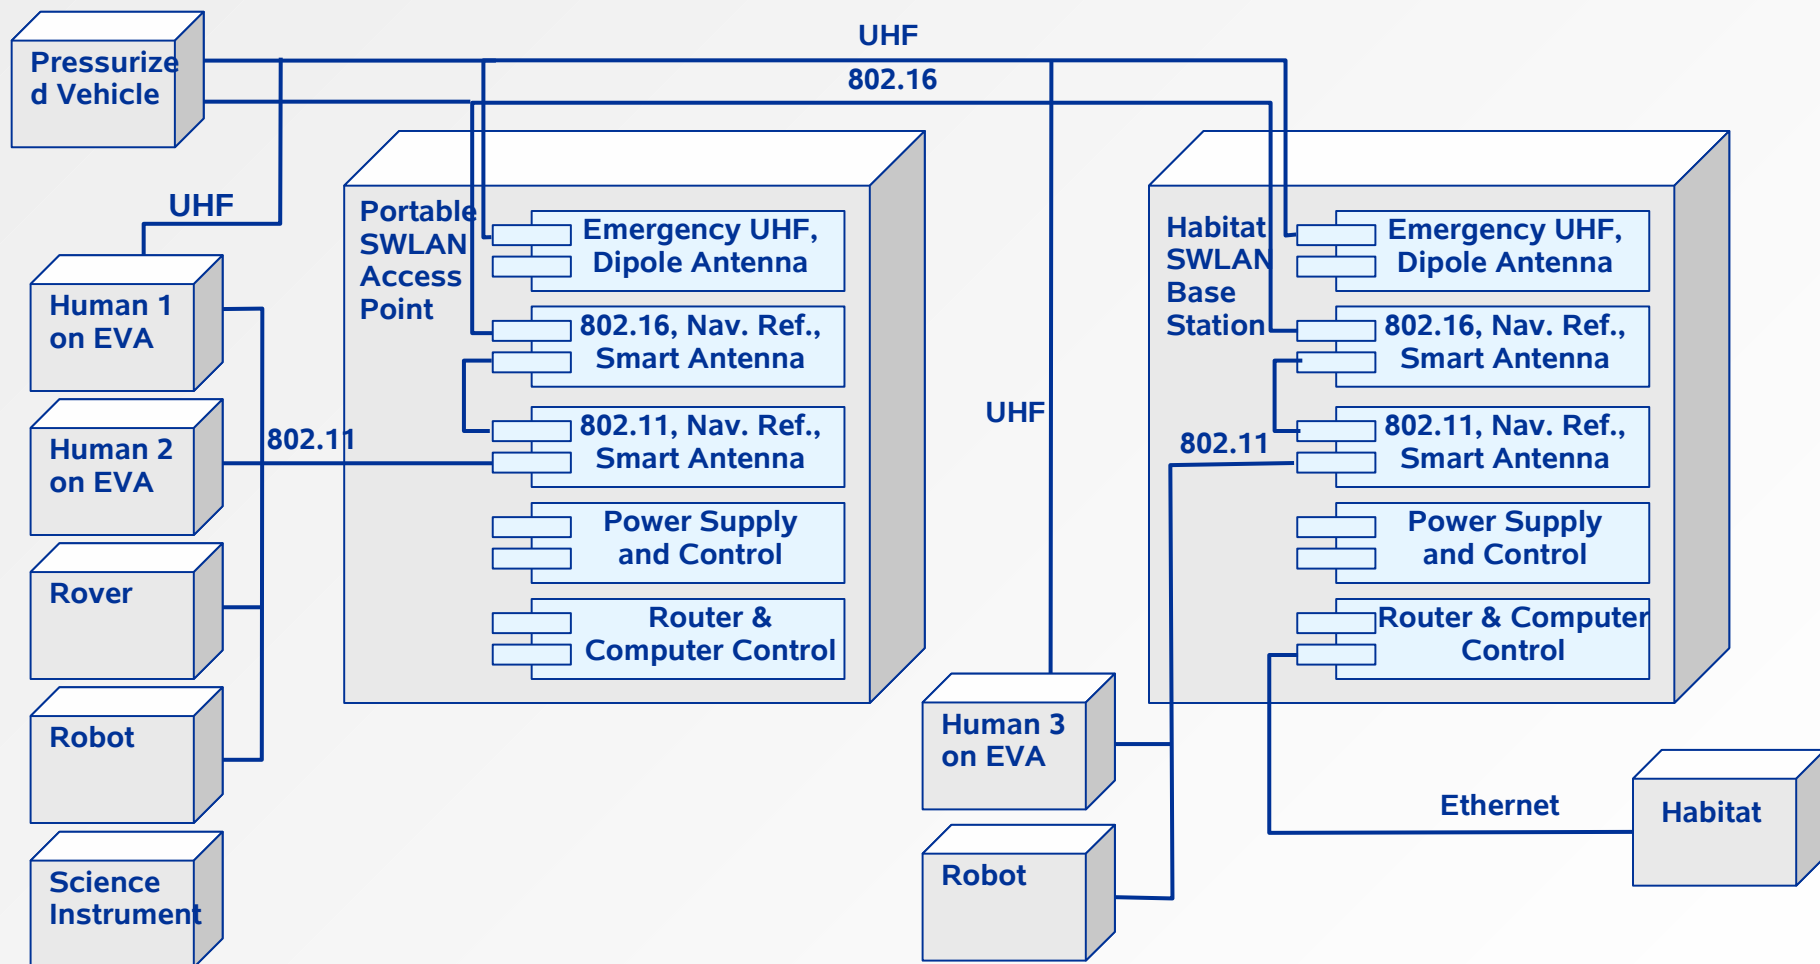 UHF
802.16
Pressurize
d Vehicle
UHF
Human 1
on EVA
Human 2
on EVA
Rover
Robot
Science
Instrument
802.11
Portable
SWLAN
Access
Point
Emergency UHF,
Dipole Antenna
802.16, Nav. Ref.,
Smart Antenna
802.11, Nav. Ref.,
Smart Antenna
Power Supply
and Control
Router &
Computer Control
UHF
Human 3
on EVA
Robot
802.11
Habitat
SWLAN
Base
Station
Emergency UHF,
Dipole Antenna
802.16, Nav. Ref.,
Smart Antenna
802.11, Nav. Ref.,
Smart Antenna
Power Supply
and Control
Router & Computer
Control
Ethernet
Habitat